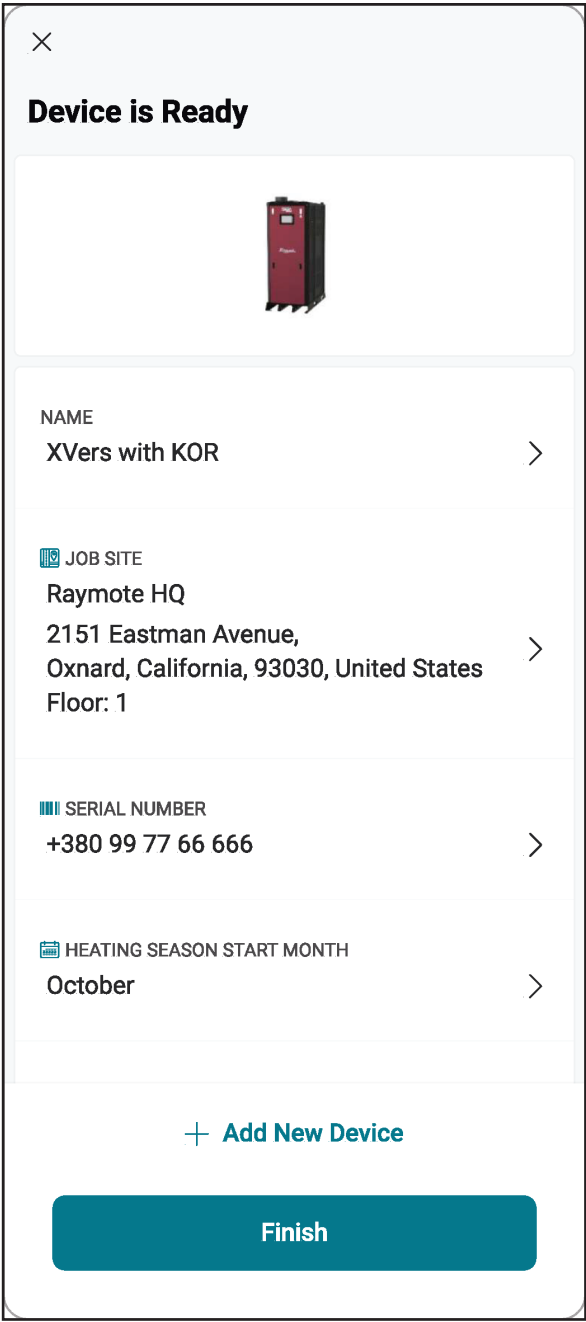 Device is Ready
NAME
XVers with KOR
JOB SITE
Raymote HQ
2151 Eastman Avenue,
Oxnard, California, 93030, United States
Floor: 1
SERIAL NUMBER
+380 99 77 66 666
HEATING SEASON START MONTH
October
Add New Device
Finish